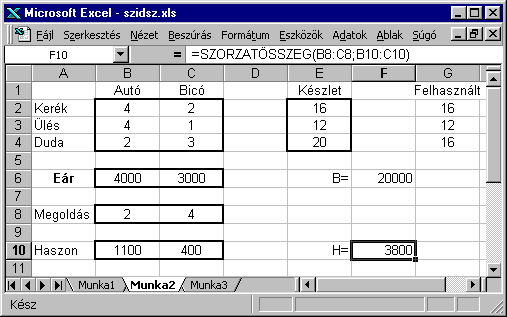 Microsoft Excel - szidsz.xls
Fájl Szerkesztés Nézet Beszúrás Formátum Eszközök Adatok Ablak Súgó
F10 = =SZORZATÖSSZEG(B8:C8;B10:C10)
A B C D E F G
1 Autó Bicó Készlet Felhasznált
2 Kerék 4 2 16 16
3 Ülés 4 1 12 12
4 Duda 2 3 20 16
5
6 Eár 4000 3000 B= 20000
7
8 Megoldás 2 4
9
10 Haszon 1100 400 H= 3800
11
Munka1 Munka2 Munka3
Kész